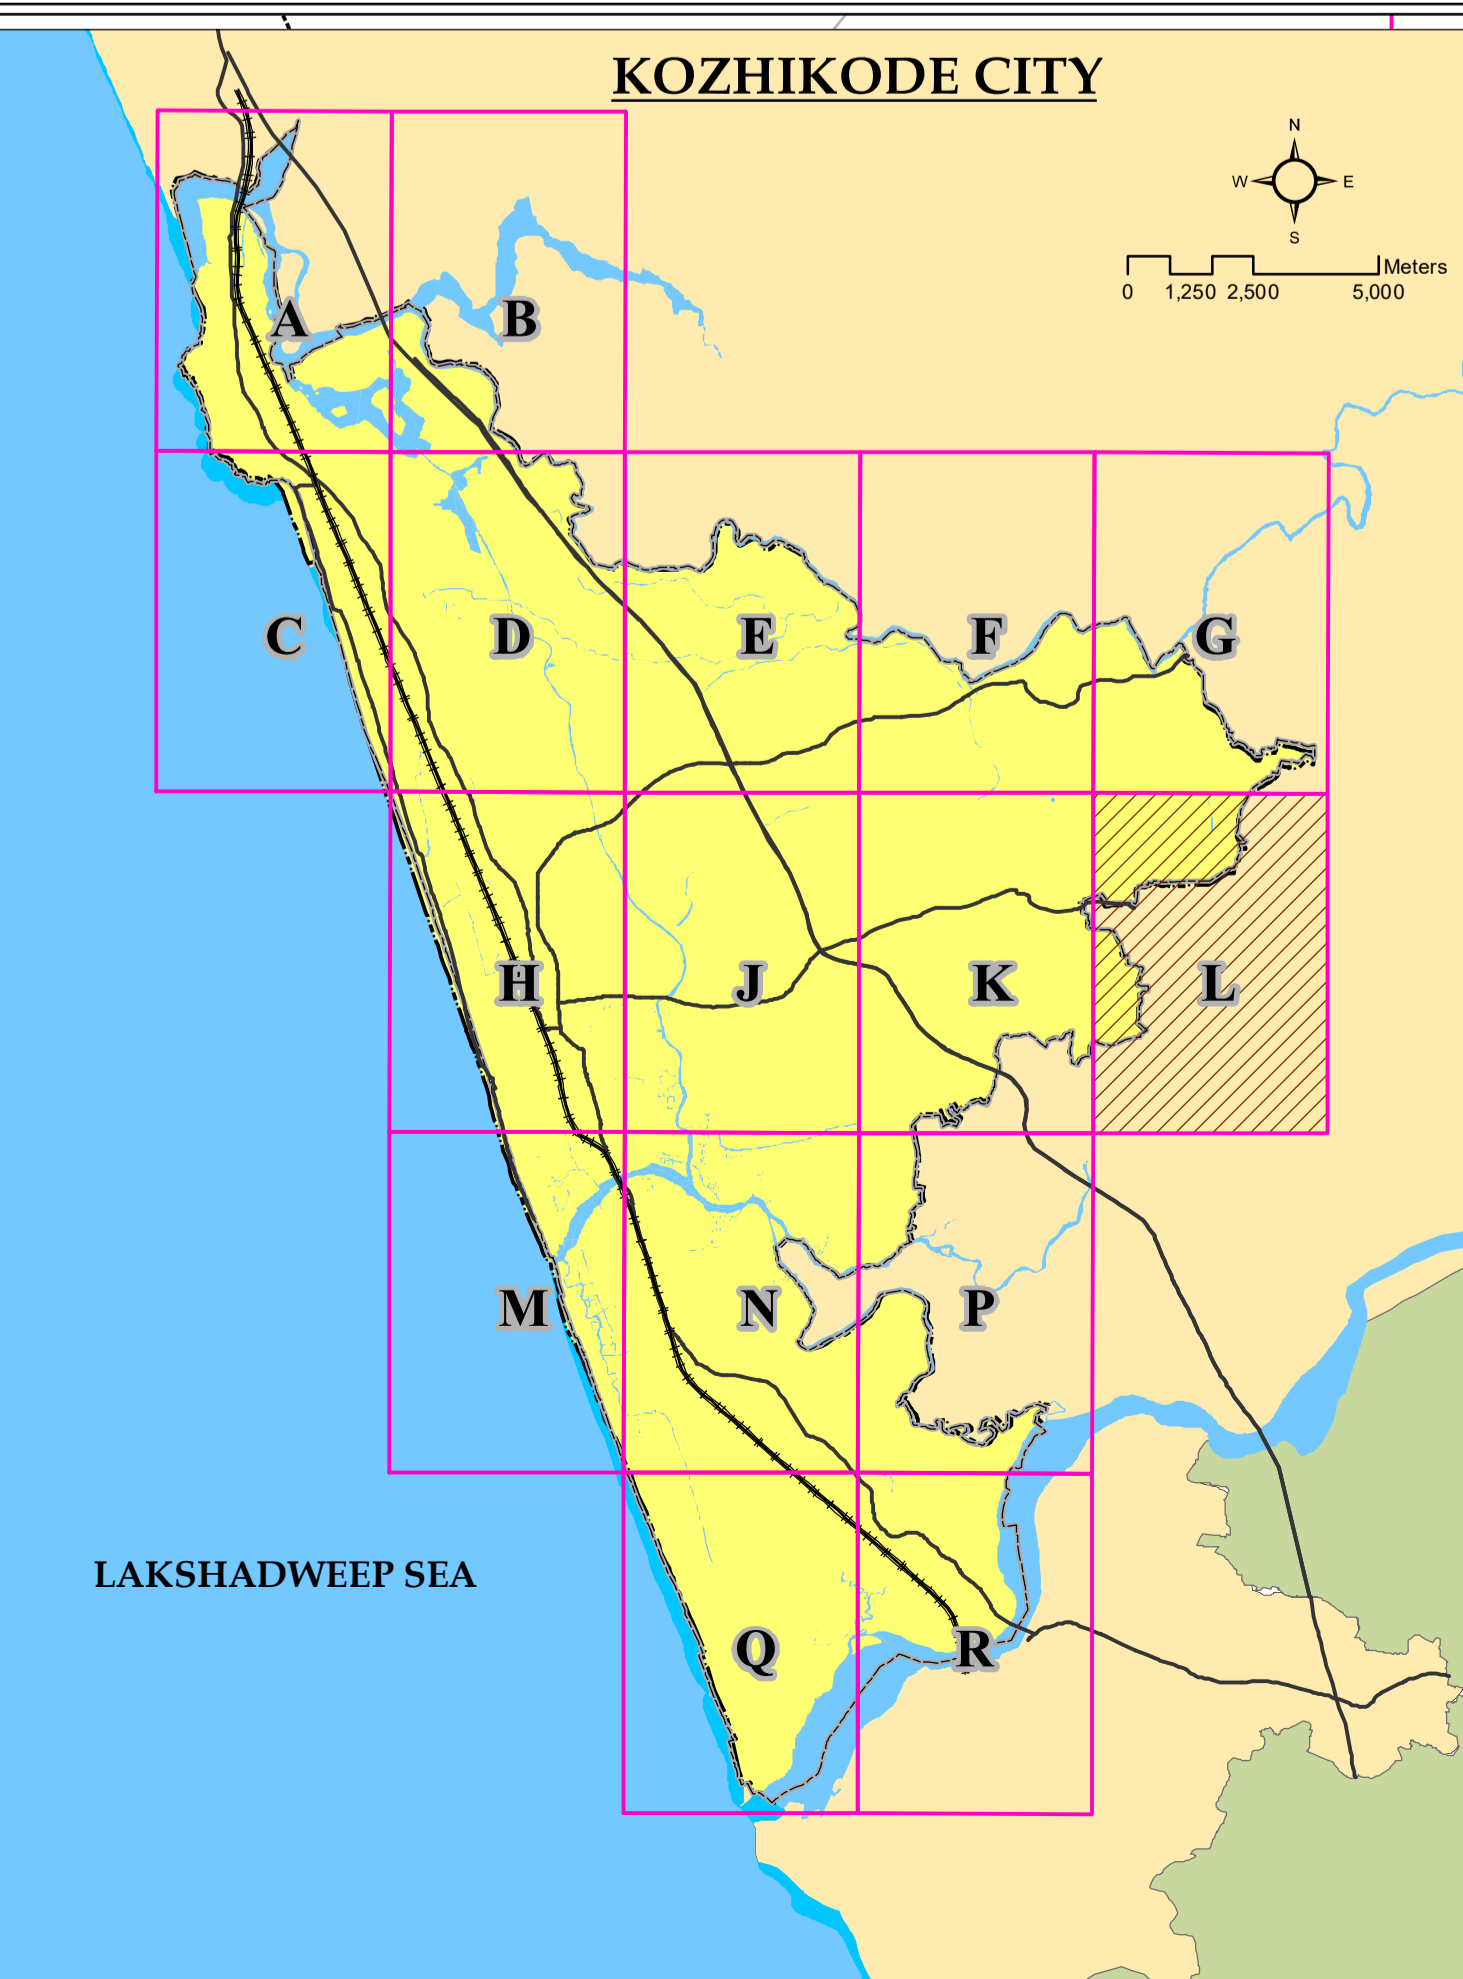 KOZHIKODE CITY
N
W E
S
Meters
0 1,250 2,500 5,000
A B
C D E F G
H J K L
M N P
LAKSHADWEEP SEA
Q R